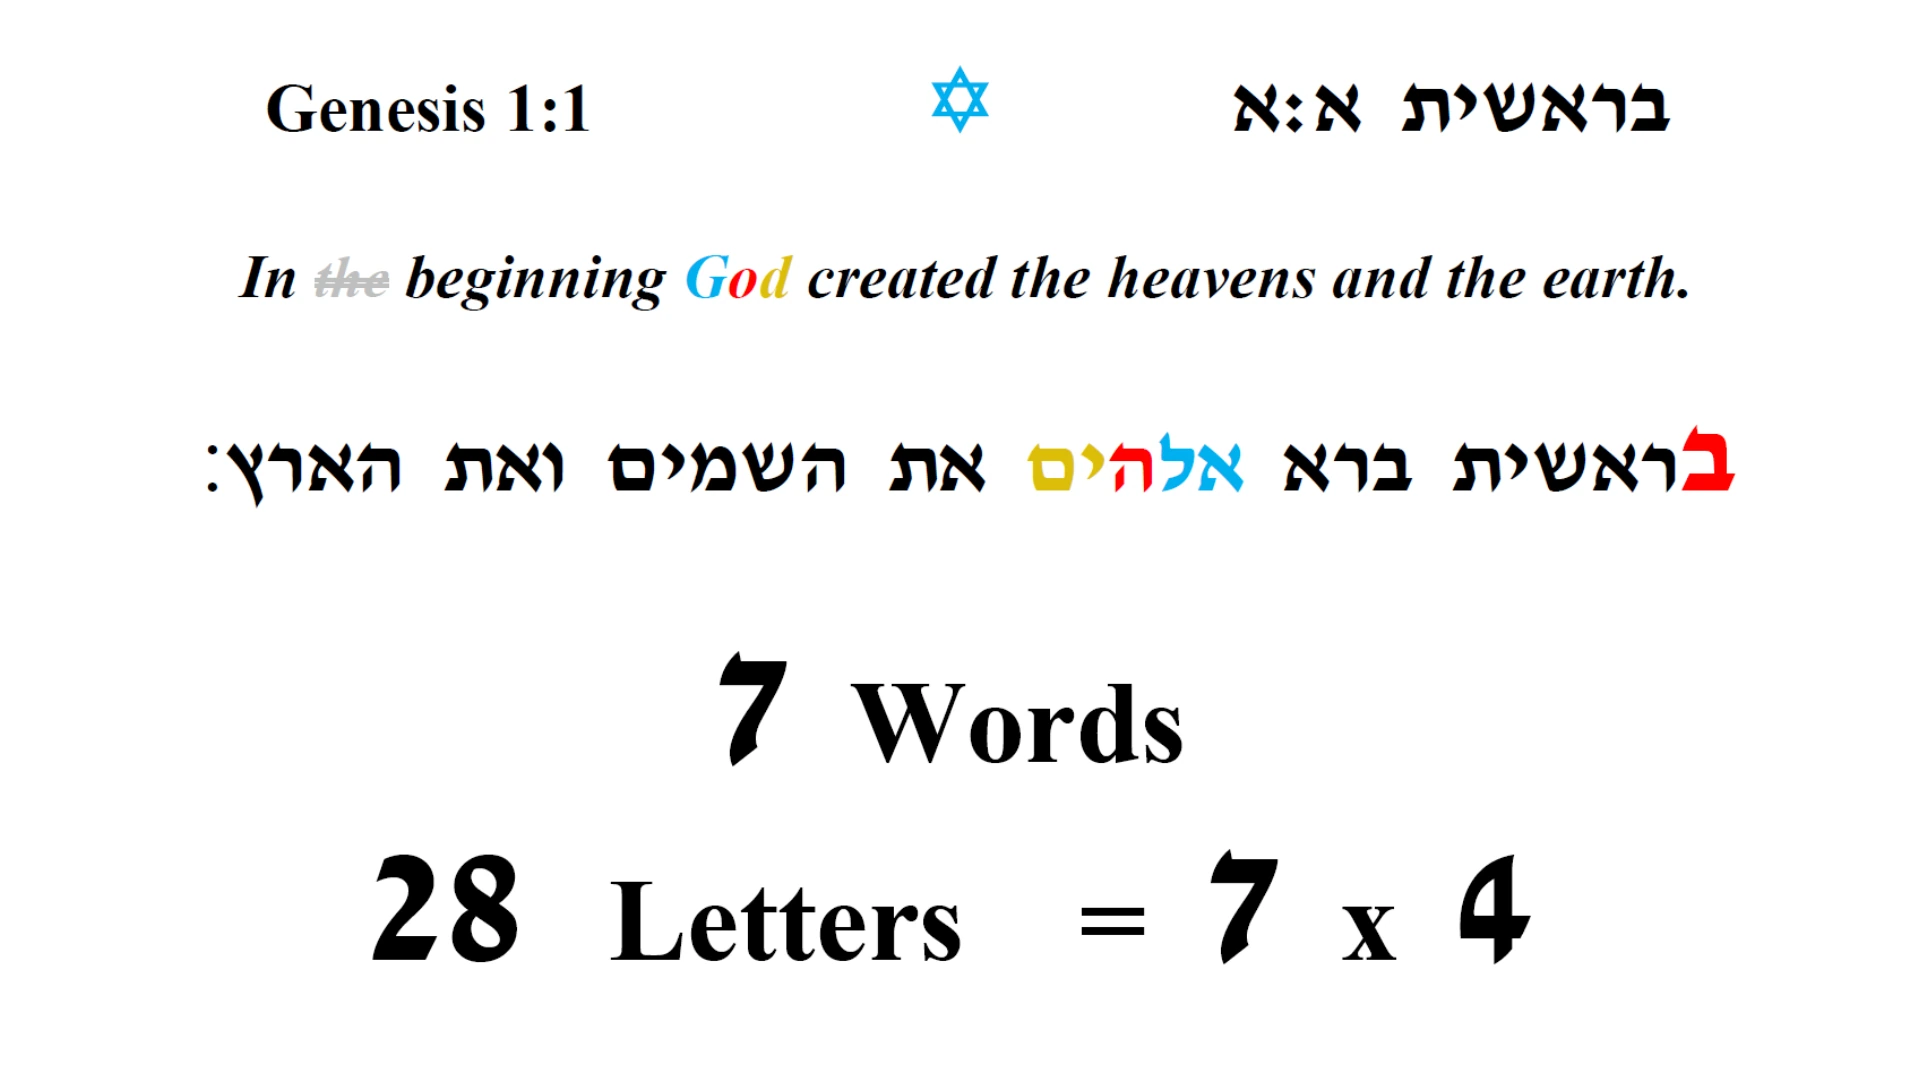 Genesis 1:1 ✡ בראשית א:א
In the beginning God created the heavens and the earth.
בראשית ברא אלהים את השמים ואת הארץ:
7 Words
28 Letters = 7 x 4